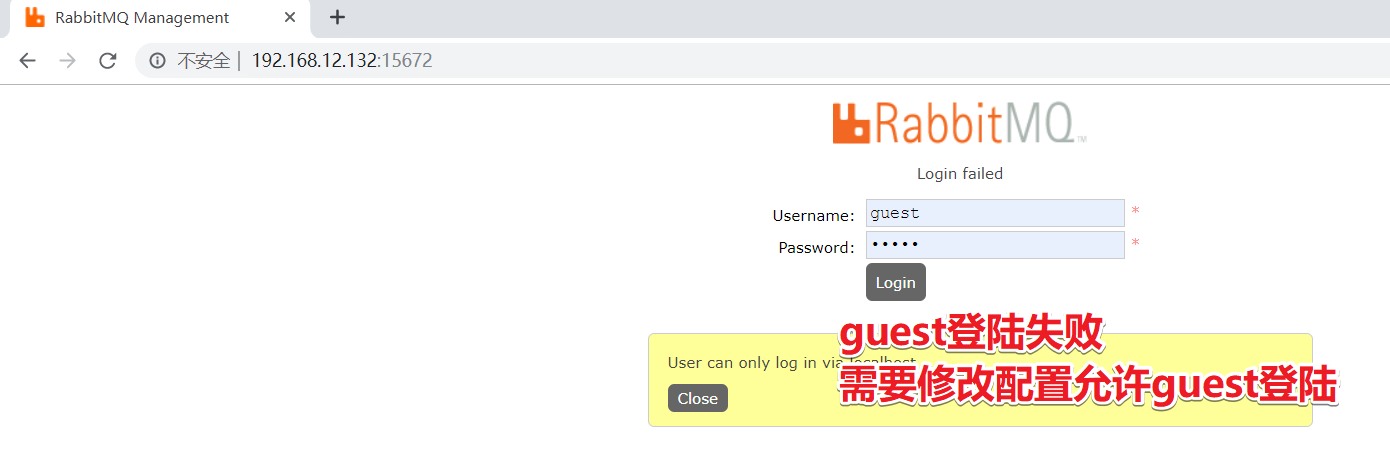 RabbitMQ Management
不安全 | 192.168.12.132:15672
RabbitMQ™
Login failed
Username: guest *
Password: ••••• *
Login
guest登陆失败
User can only log in via localhost
需要修改配置允许guest登陆
Close